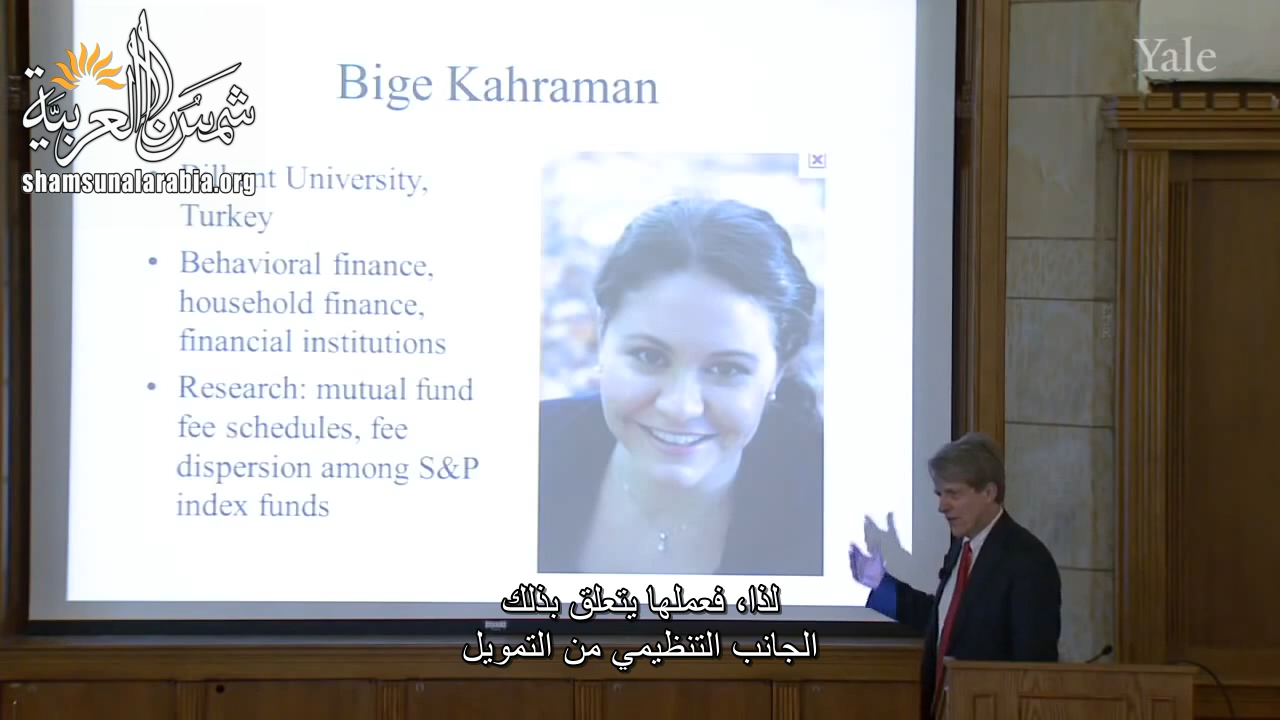 شمس العربية
shamsunalarabia.org
Yale
Bige Kahraman
University,
Turkey
• Behavioral finance,
household finance,
financial institutions
• Research: mutual fund
fee schedules, fee
dispersion among S&P
index funds
لذا، فعملها يتعلق بذلك
الجانب التنظيمي من التمويل